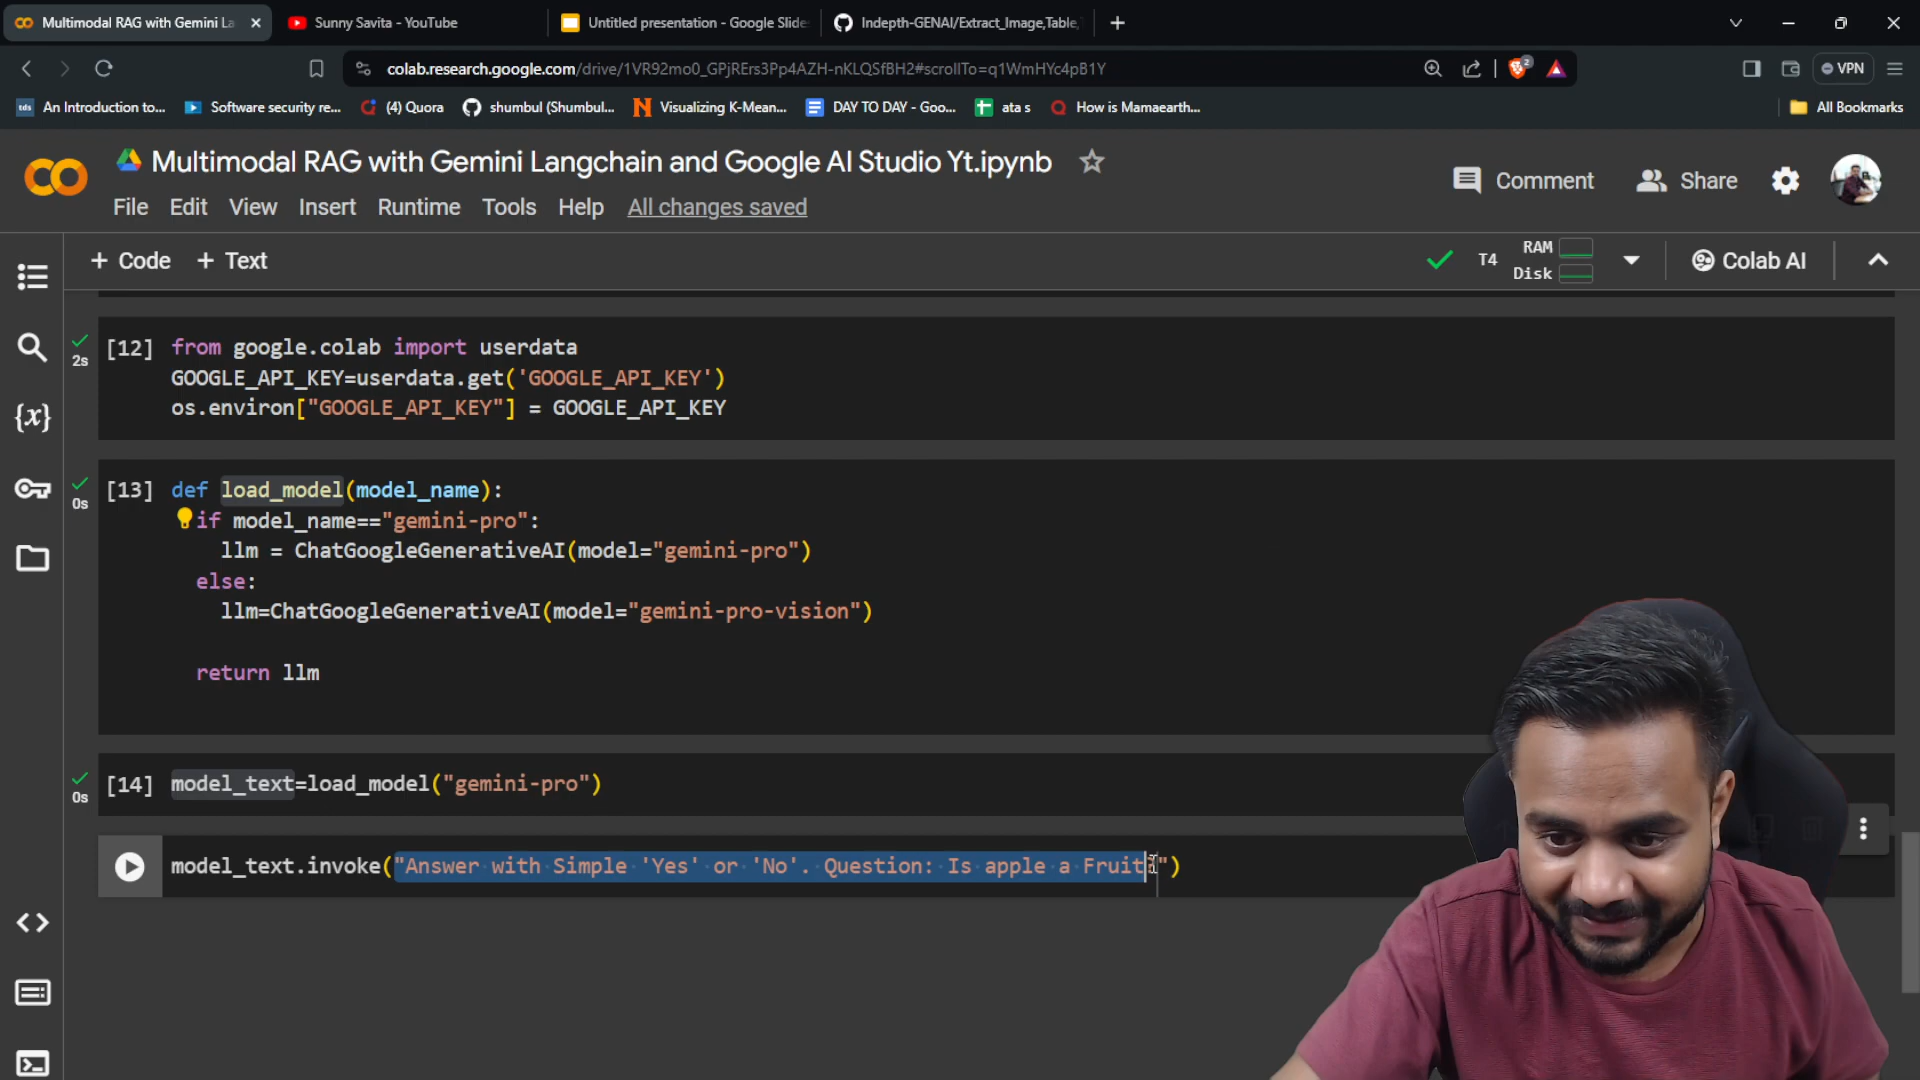 Multimodal RAG with Gemini La
Sunny Savita - YouTube
Untitled presentation - Google Slide
Indepth-GENAI/Extract_Image,Table,
colab.research.google.com/drive/1VR92mo0_GPjRErs3Pp4AZH-nKLQSfBH2#scrollTo=q1WmHYc4pB1Y
2
VPN
tds An Introduction to...
Software security re...
(4) Quora
shumbul (Shumbul...
Visualizing K-Mean...
DAY TO DAY - Goo...
ata s
How is Mamaearth...
All Bookmarks
Multimodal RAG with Gemini Langchain and Google AI Studio Yt.ipynb
Comment
Share
File Edit View Insert Runtime Tools Help All changes saved
+ Code + Text
T4
RAM
Disk
Colab AI
2s
[12] from google.colab import userdata
GOOGLE_API_KEY=userdata.get('GOOGLE_API_KEY')
os.environ["GOOGLE_API_KEY"] = GOOGLE_API_KEY
0s
[13] def load_model(model_name):
if model_name=="gemini-pro":
llm = ChatGoogleGenerativeAI(model="gemini-pro")
else:
llm=ChatGoogleGenerativeAI(model="gemini-pro-vision")
return llm
0s
[14] model_text=load_model("gemini-pro")
model_text.invoke("Answer with Simple 'Yes' or 'No'. Question: Is apple a Fruit?")
{x}